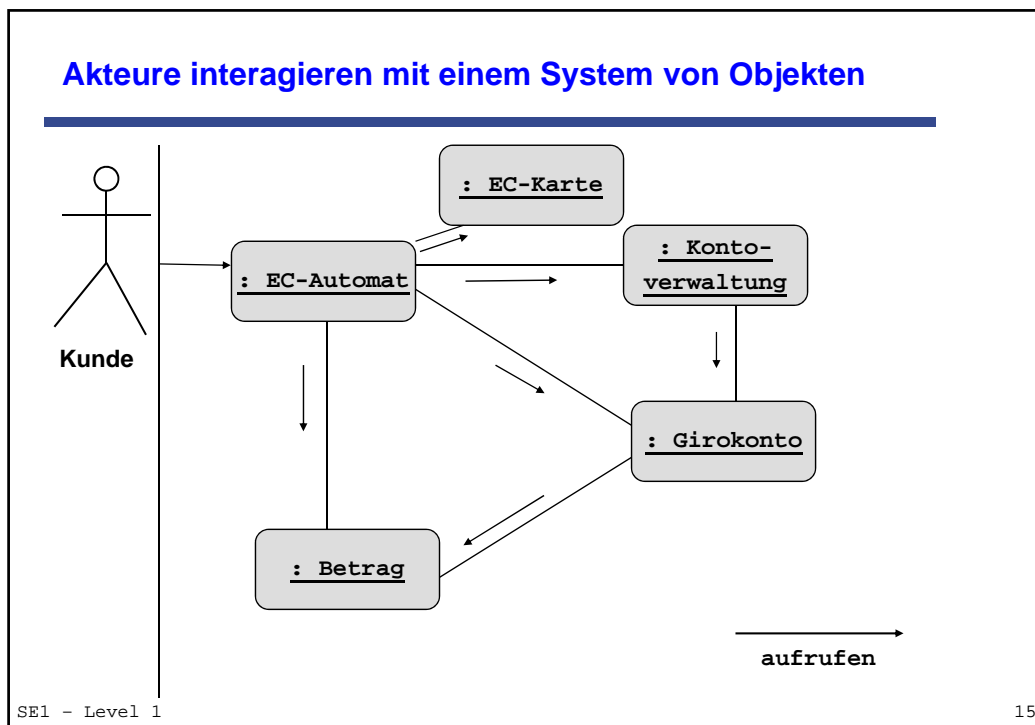 Akteure interagieren mit einem System von Objekten
: EC-Karte
: Konto-
verwaltung
: EC-Automat
Kunde
: Girokonto
: Betrag
aufrufen
SE1 – Level 1
15